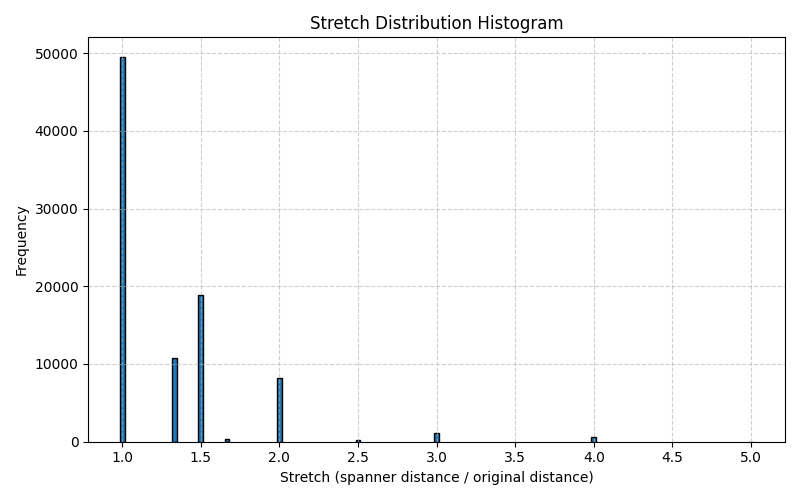 Stretch Distribution Histogram
Frequency
50000
40000
30000
20000
10000
0
1.0 1.5 2.0 2.5 3.0 3.5 4.0 4.5 5.0
Stretch (spanner distance / original distance)